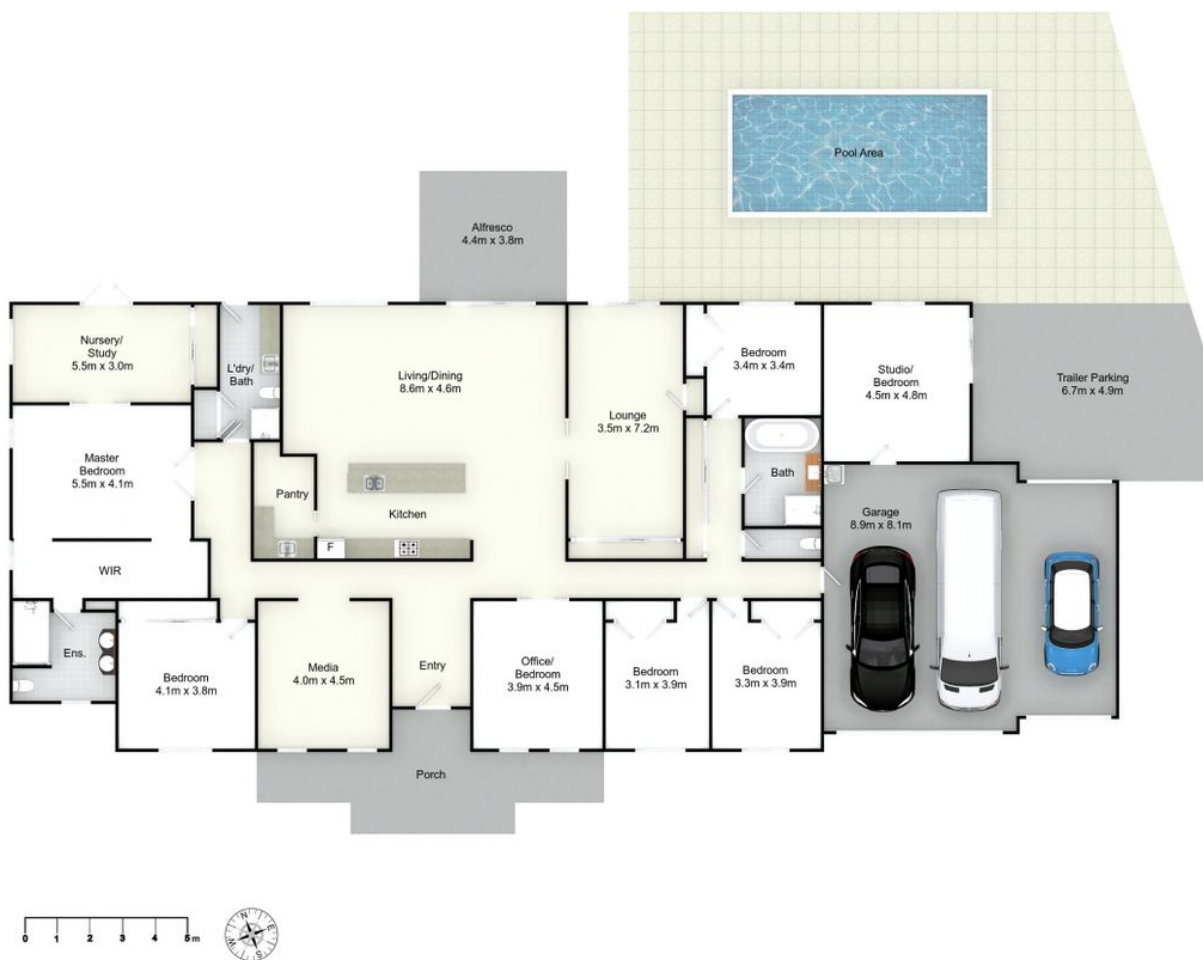 Pool Area
Alfresco
4.4m x 3.8m
Nursery/
Study
5.5m x 3.0m
L'dry/
Bath
Living/Dining
8.6m x 4.6m
Lounge
3.5m x 7.2m
Bedroom
3.4m x 3.4m
Studio/
Bedroom
4.5m x 4.8m
Trailer Parking
6.7m x 4.9m
Master
Bedroom
5.5m x 4.1m
Pantry
Kitchen
F
Bath
Garage
8.9m x 8.1m
WIR
Ens.
Bedroom
4.1m x 3.8m
Media
4.0m x 4.5m
Entry
Office/
Bedroom
3.9m x 4.5m
Bedroom
3.1m x 3.9m
Bedroom
3.3m x 3.9m
Porch
0 1 2 3 4 5m
N
E
S
W